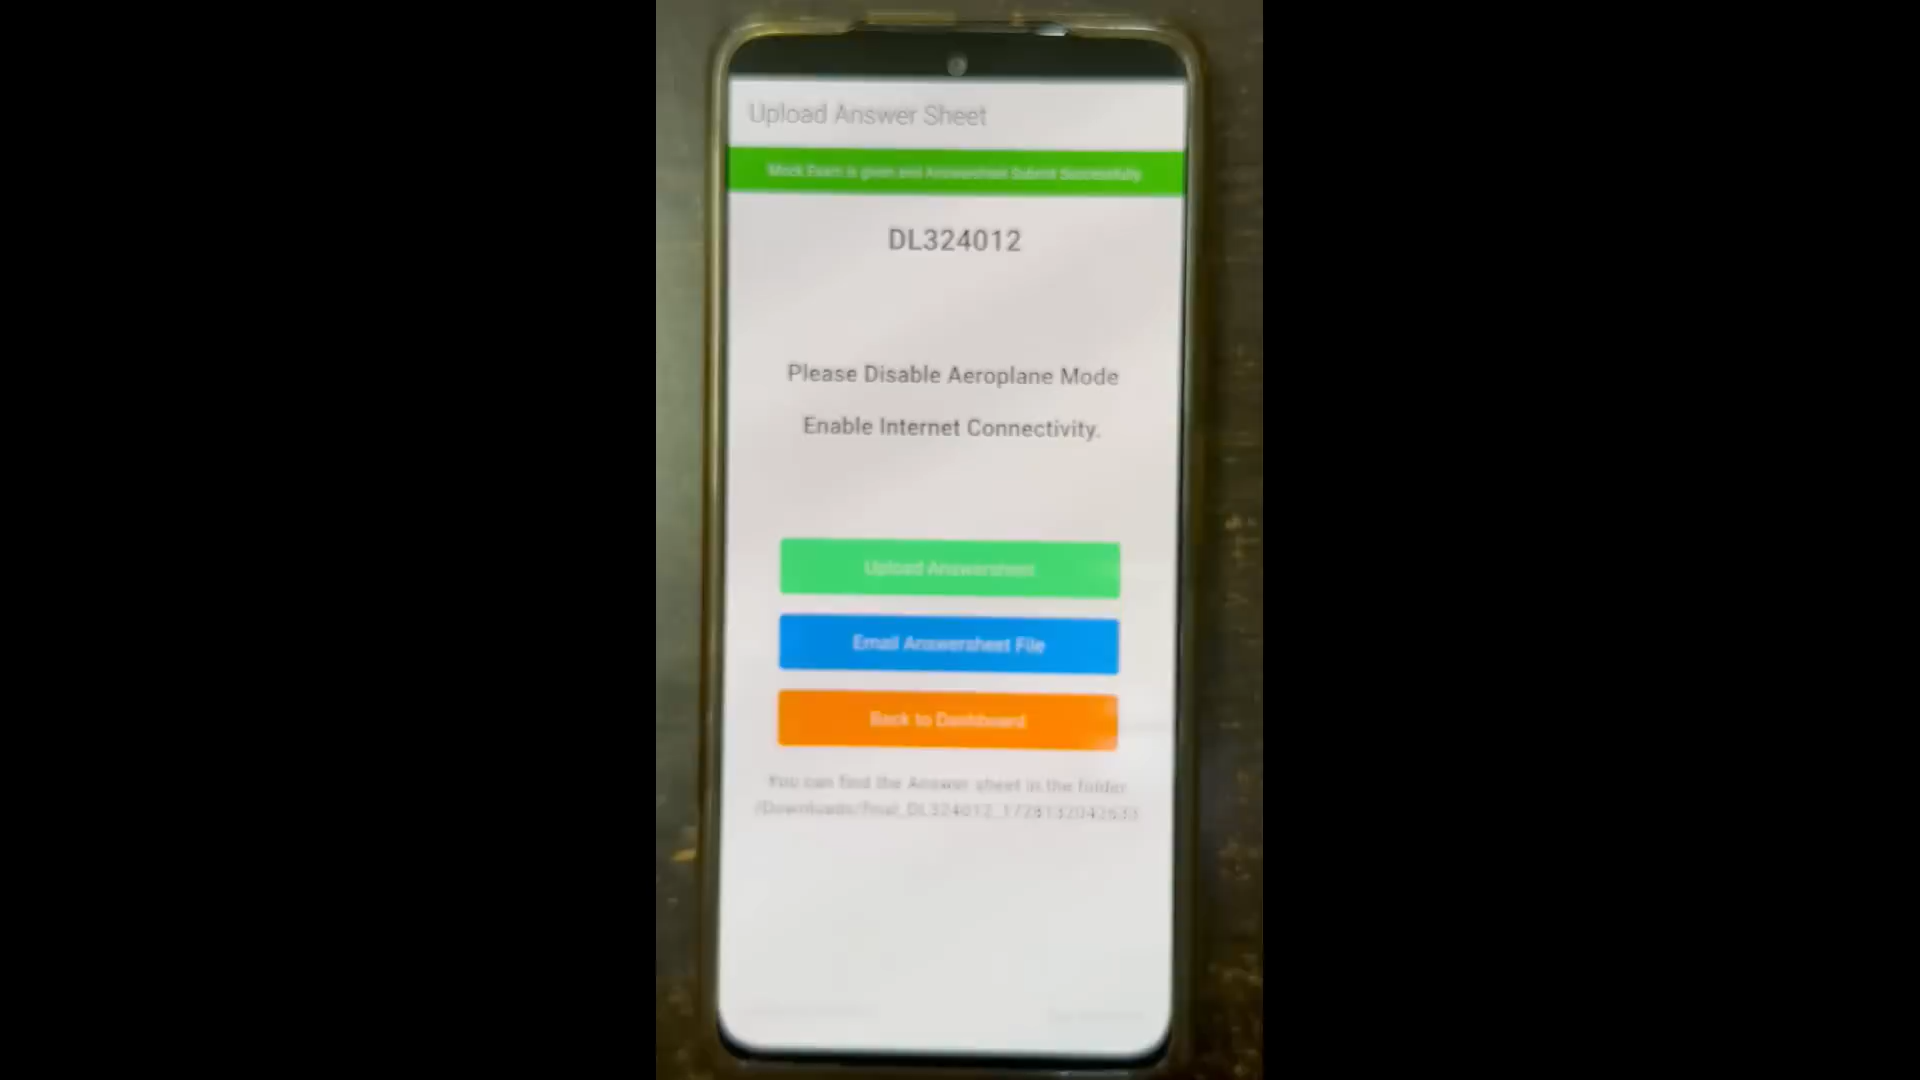 Upload Answer Sheet
Mock Exam is given and Answersheet Submit Successfully.
DL324012
Please Disable Aeroplane Mode
Enable Internet Connectivity.
Upload Answersheet
Email Answersheet File
Back to Dashboard
You can find the Answer sheet in the folder
/Downloads/final_DL324012_1728132042633